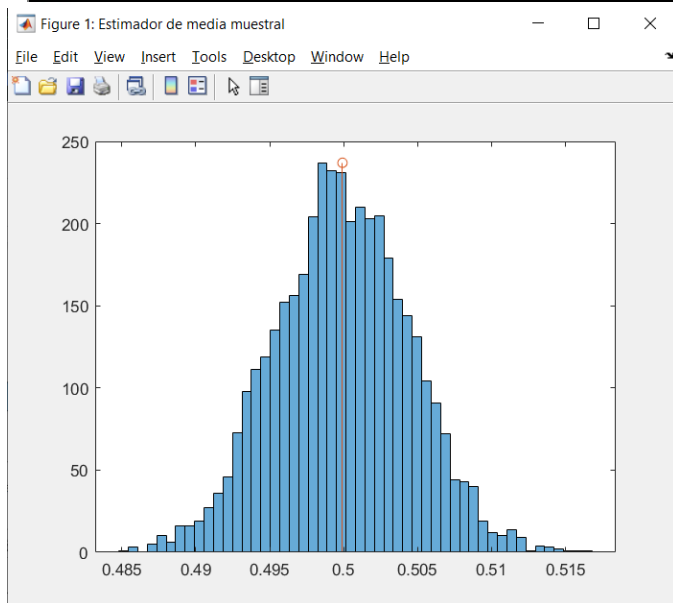 Figure 1: Estimador de media muestral
File Edit View Insert Tools Desktop Window Help
250
200
150
100
50
0
0.485 0.49 0.495 0.5 0.505 0.51 0.515